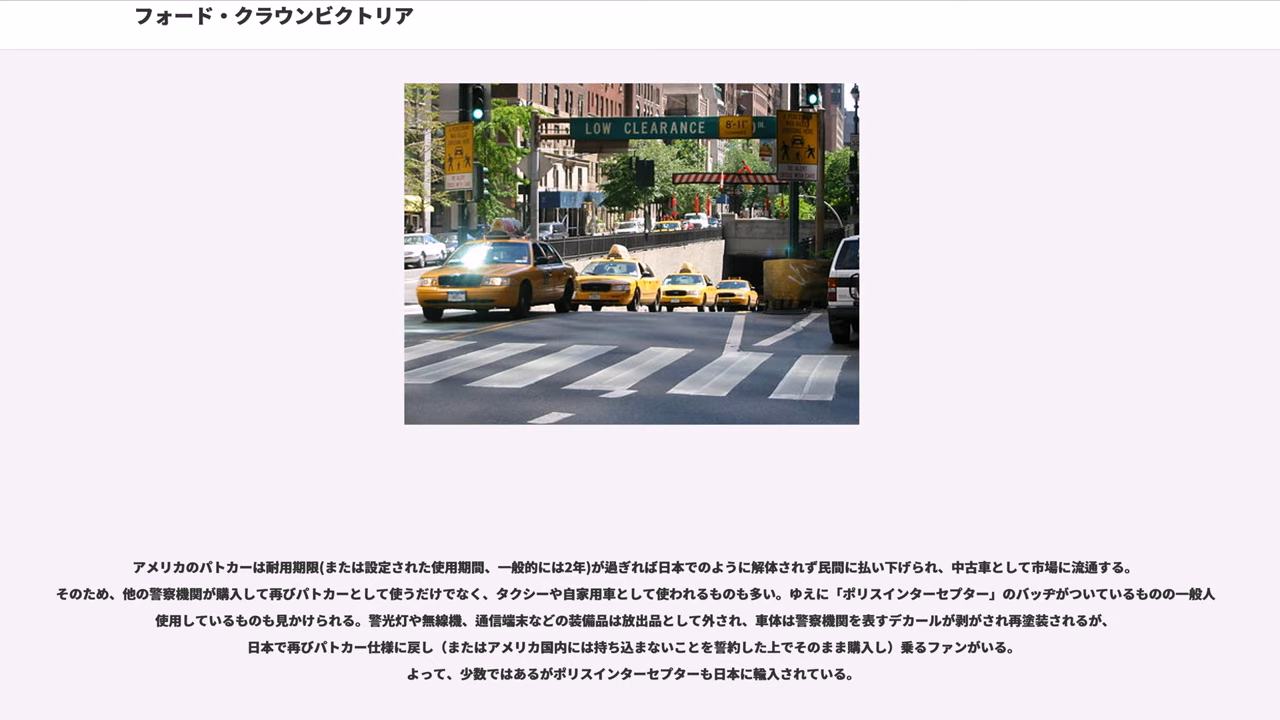 フォード・クラウンビクトリア
LOW CLEARANCE
8-11"
アメリカのパトカーは耐用期限(または設定された使用期間、一般的には2年)が過ぎれば日本でのように解体されず民間に払い下げられ、中古車として市場に流通する。
そのため、他の警察機関が購入して再びパトカーとして使うだけでなく、タクシーや自家用車として使われるものも多い。ゆえに「ポリスインターセプター」のバッヂがついているものの一般人
使用しているものも見かけられる。警光灯や無線機、通信端末などの装備品は放出品として外され、車体は警察機関を表すデカールが剥がされ再塗装されるが、
日本で再びパトカー仕様に戻し（またはアメリカ国内には持ち込まないことを誓約した上でそのまま購入し）乗るファンがいる。
よって、少数ではあるがポリスインターセプターも日本に輸入されている。